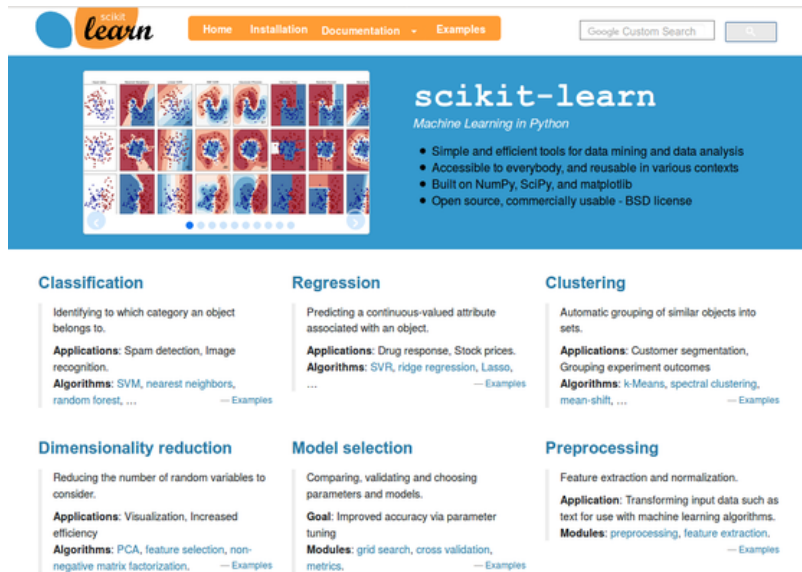 scikit
learn
Home Installation Documentation Examples
Google Custom Search
scikit-learn
Machine Learning in Python
Simple and efficient tools for data mining and data analysis
Accessible to everybody, and reusable in various contexts
Built on NumPy, SciPy, and matplotlib
Open source, commercially usable - BSD license
Classification
Identifying to which category an object
belongs to.
Applications: Spam detection, Image
recognition.
Algorithms: SVM, nearest neighbors,
random forest, ... — Examples
Regression
Predicting a continuous-valued attribute
associated with an object.
Applications: Drug response, Stock prices.
Algorithms: SVR, ridge regression, Lasso,
... — Examples
Clustering
Automatic grouping of similar objects into
sets.
Applications: Customer segmentation,
Grouping experiment outcomes
Algorithms: k-Means, spectral clustering,
mean-shift, ... — Examples
Dimensionality reduction
Reducing the number of random variables to
consider.
Applications: Visualization, Increased
efficiency
Algorithms: PCA, feature selection, non-
negative matrix factorization. — Examples
Model selection
Comparing, validating and choosing
parameters and models.
Goal: Improved accuracy via parameter
tuning
Modules: grid search, cross validation,
metrics. — Examples
Preprocessing
Feature extraction and normalization.
Application: Transforming input data such as
text for use with machine learning algorithms.
Modules: preprocessing, feature extraction.
— Examples